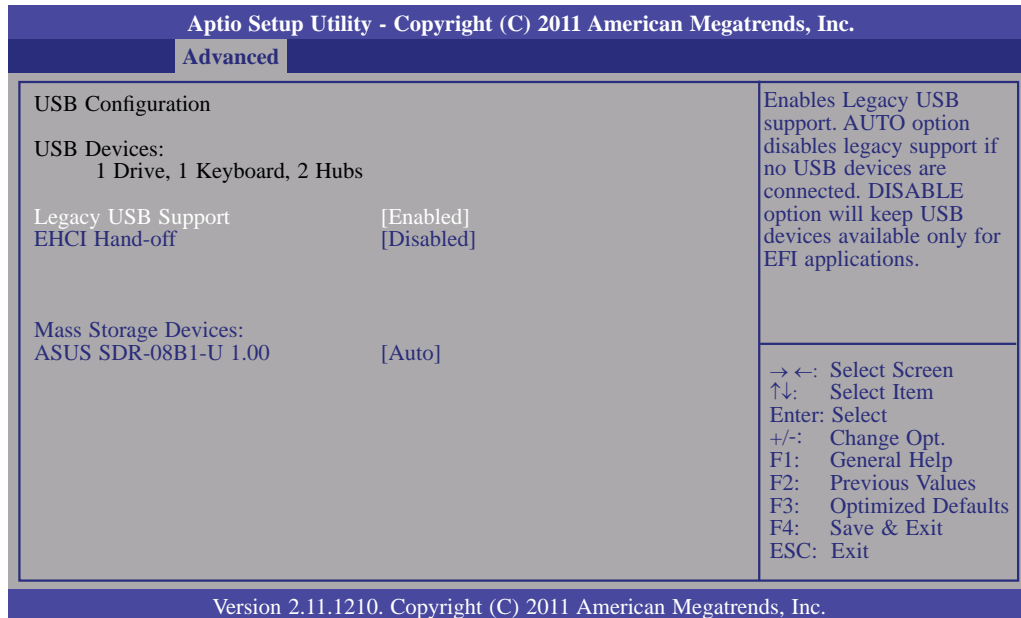 Aptio Setup Utility - Copyright (C) 2011 American Megatrends, Inc.
Advanced
USB Configuration
USB Devices:
1 Drive, 1 Keyboard, 2 Hubs
Legacy USB Support [Enabled]
EHCI Hand-off [Disabled]
Mass Storage Devices:
ASUS SDR-08B1-U 1.00 [Auto]
Enables Legacy USB
support. AUTO option
disables legacy support if
no USB devices are
connected. DISABLE
option will keep USB
devices available only for
EFI applications.
→ ←: Select Screen
↑↓: Select Item
Enter: Select
+/-: Change Opt.
F1: General Help
F2: Previous Values
F3: Optimized Defaults
F4: Save & Exit
ESC: Exit
Version 2.11.1210. Copyright (C) 2011 American Megatrends, Inc.